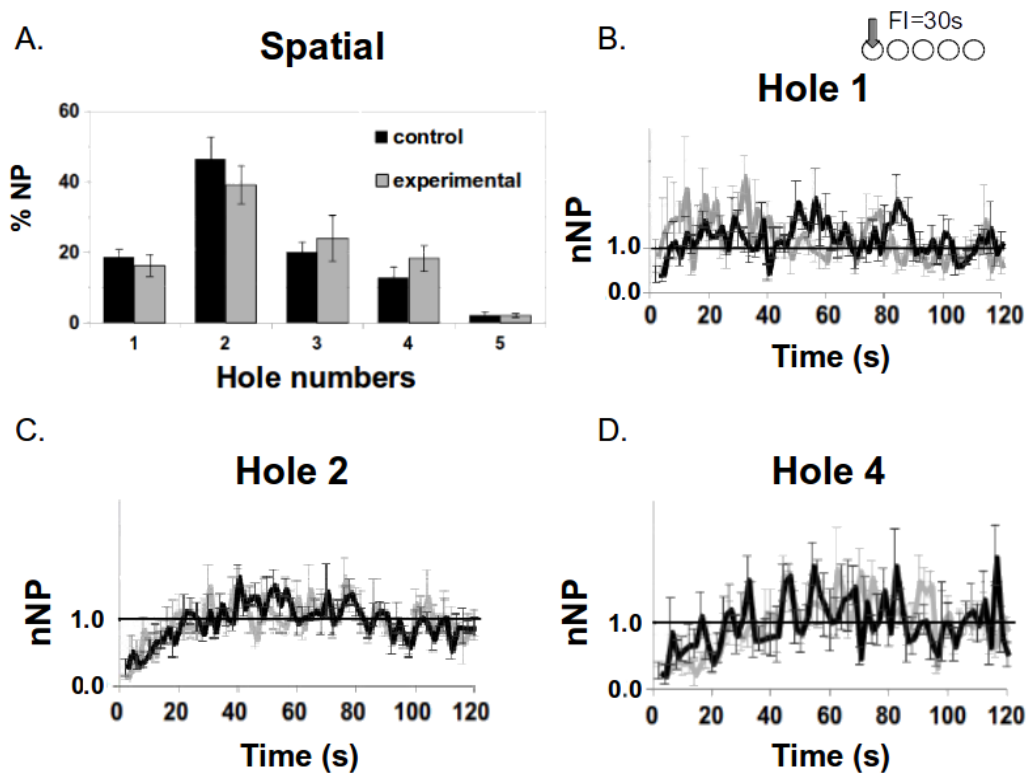 A.
Spatial
60
40
20
0
% NP
control
experimental
1 2 3 4 5
Hole numbers
B.
FI=30s
Hole 1
nNP
1.0
0.0
0 20 40 60 80 100 120
Time (s)
C.
Hole 2
nNP
1.0
0.0
0 20 40 60 80 100 120
Time (s)
D.
Hole 4
nNP
1.0
0.0
0 20 40 60 80 100 120
Time (s)